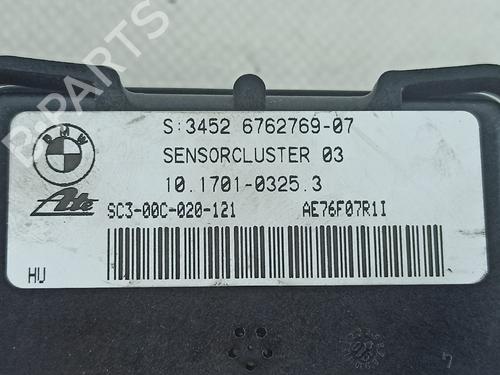 B-PARTS
BMW
S:3452 6762769-07
SENSORCLUSTER 03
10.1701-0325.3
Ate
SC3-00C-020-121 AE76F07R1I
HU